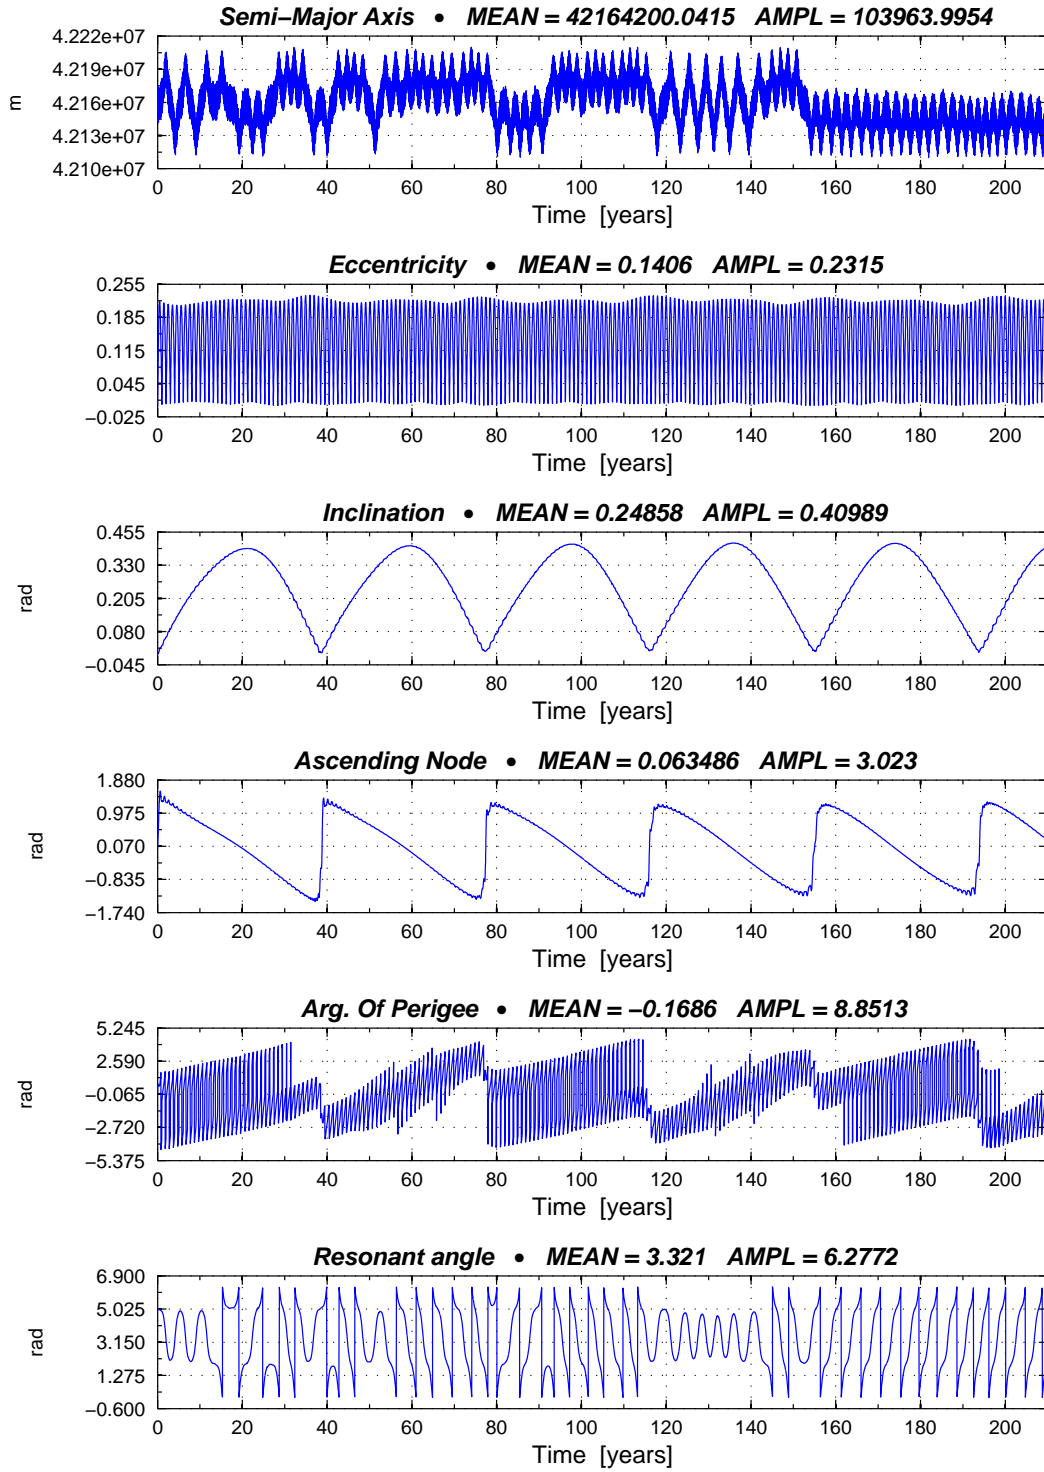 Semi−Major Axis • MEAN = 42164200.0415 AMPL = 103963.9954
4.222e+07
4.219e+07
4.216e+07
4.213e+07
4.210e+07
m
0 20 40 60 80 100 120 140 160 180 200
Time [years]
Eccentricity • MEAN = 0.1406 AMPL = 0.2315
0.255
0.185
0.115
0.045
−0.025
0 20 40 60 80 100 120 140 160 180 200
Time [years]
Inclination • MEAN = 0.24858 AMPL = 0.40989
0.455
0.330
0.205
0.080
−0.045
rad
0 20 40 60 80 100 120 140 160 180 200
Time [years]
Ascending Node • MEAN = 0.063486 AMPL = 3.023
1.880
0.975
0.070
−0.835
−1.740
rad
0 20 40 60 80 100 120 140 160 180 200
Time [years]
Arg. Of Perigee • MEAN = −0.1686 AMPL = 8.8513
5.245
2.590
−0.065
−2.720
−5.375
rad
0 20 40 60 80 100 120 140 160 180 200
Time [years]
Resonant angle • MEAN = 3.321 AMPL = 6.2772
6.900
5.025
3.150
1.275
−0.600
rad
0 20 40 60 80 100 120 140 160 180 200
Time [years]